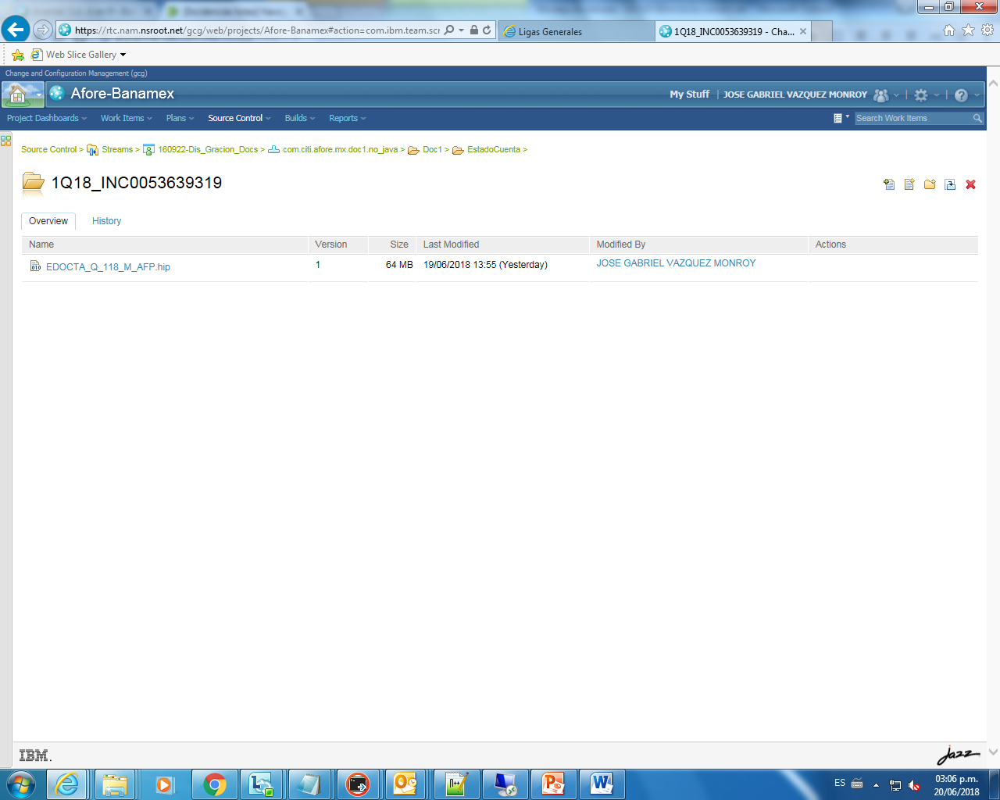 https://rtc.nam.nsroot.net/gcg/web/projects/Afore-Banamex#action=com.ibm.team.scr
Ligas Generales
1Q18_INC0053639319 - Cha...
Web Slice Gallery
Change and Configuration Management (gcg)
Afore-Banamex
My Stuff | JOSE GABRIEL VAZQUEZ MONROY
Project Dashboards Work Items Plans Source Control Builds Reports
Search Work Items
Source Control > Streams > 160922-Dis_Gracion_Docs > com.citi.afore.mx.doc1.no_java > Doc1 > EstadoCuenta >
1Q18_INC0053639319
Overview History
Name Version Size Last Modified Modified By Actions
EDOCTA_Q_118_M_AFP.hip 1 64 MB 19/06/2018 13:55 (Yesterday) JOSE GABRIEL VAZQUEZ MONROY
IBM.
Jazz
ES
03:06 p.m.
20/06/2018